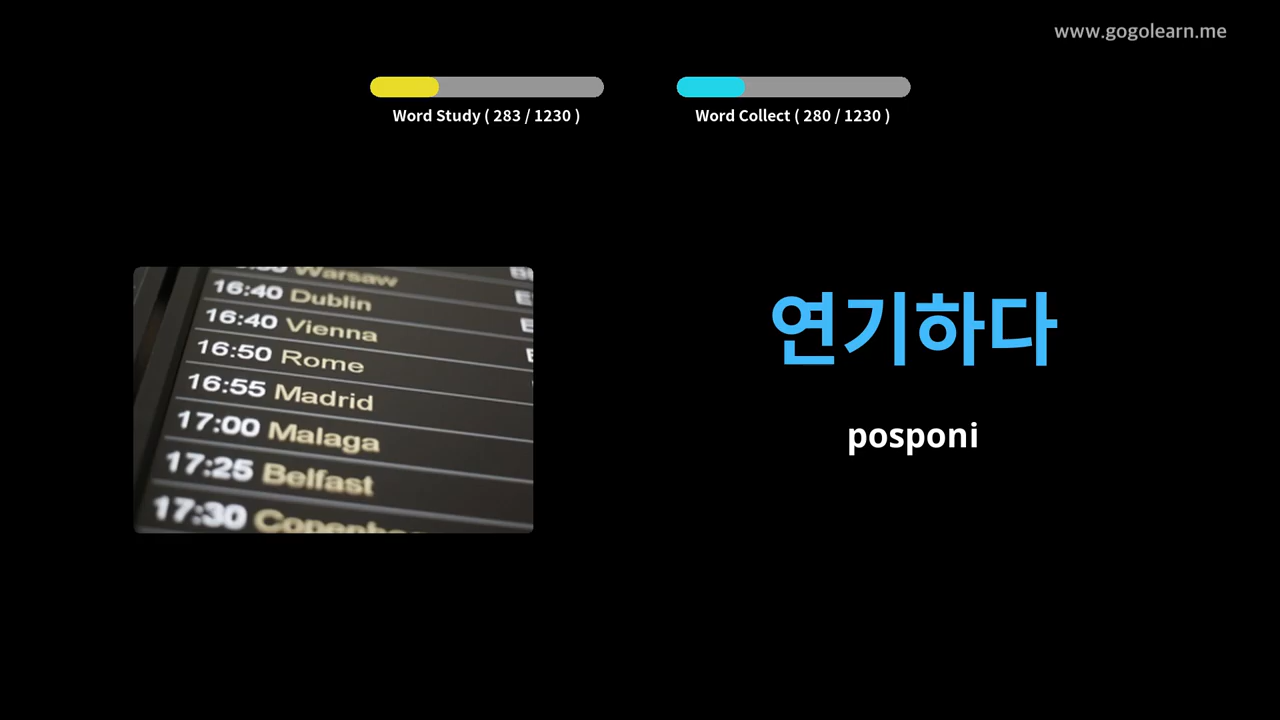 www.gogolearn.me
Word Study ( 283 / 1230 )
Word Collect ( 280 / 1230 )
Warsaw
16:40 Dublin
16:40 Vienna
16:50 Rome
16:55 Madrid
17:00 Malaga
17:25 Belfast
17:30
연기하다
posponi